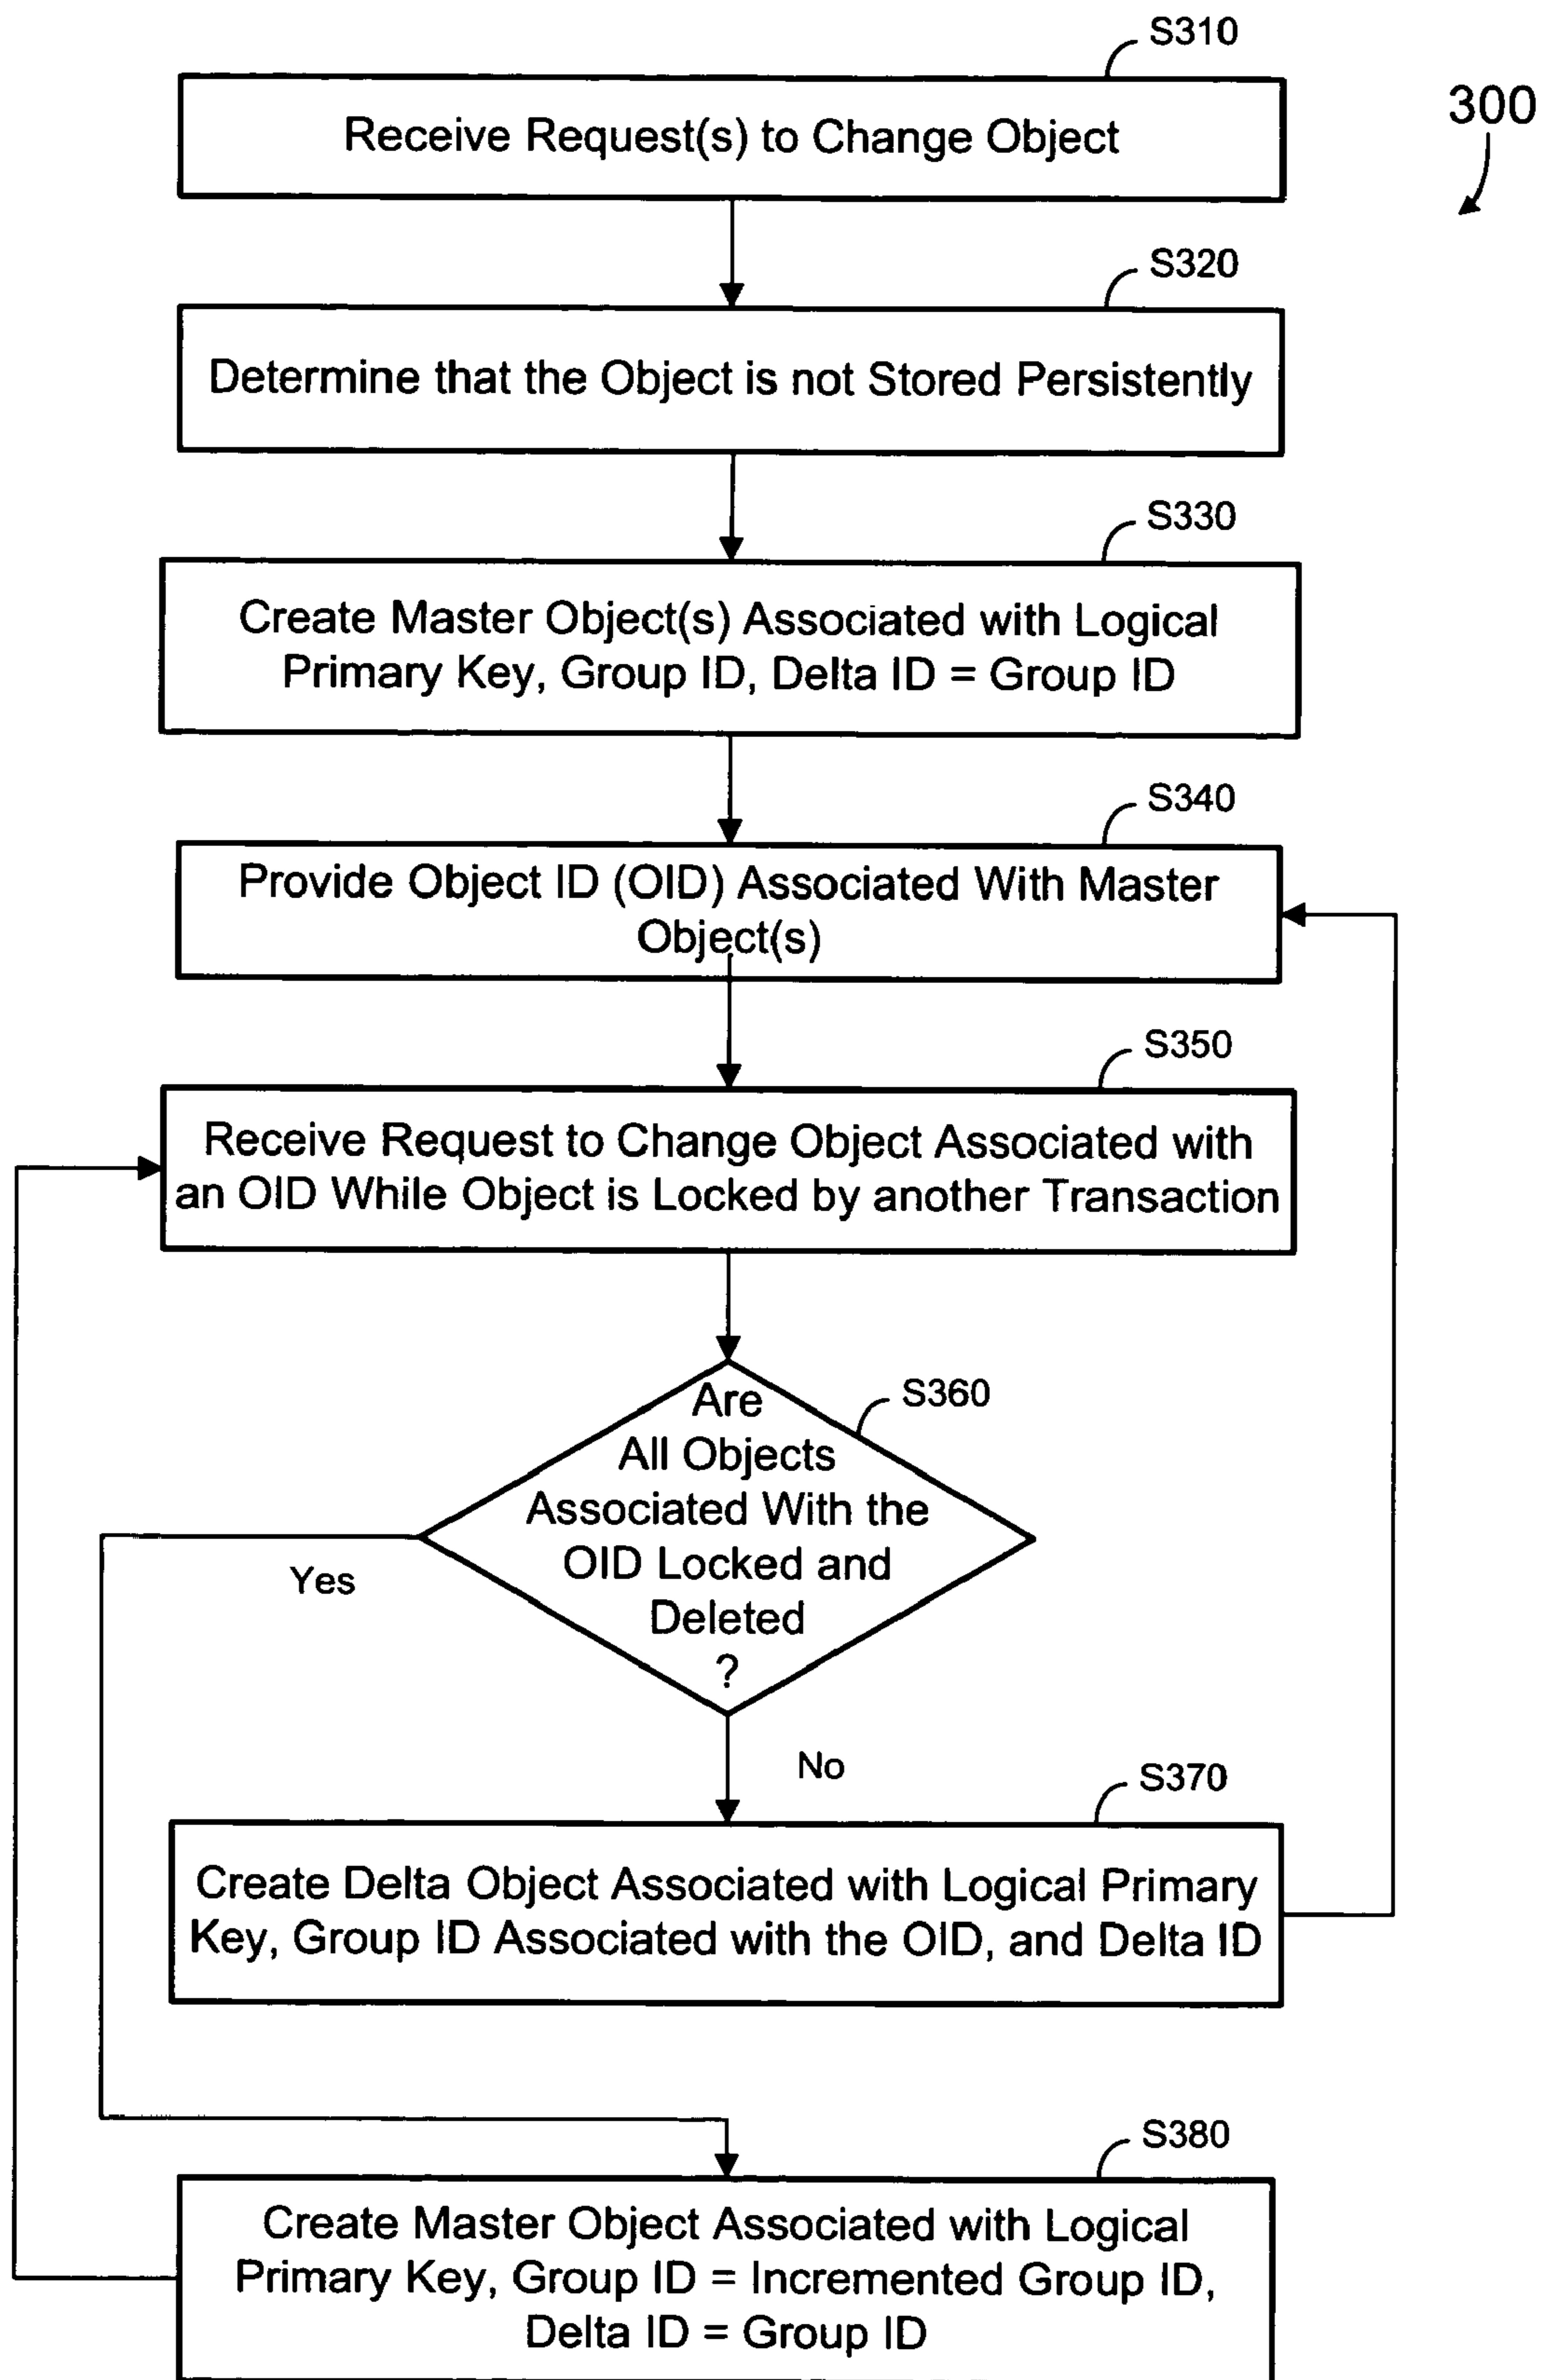 S310
300
Receive Request(s) to Change Object
S320
Determine that the Object is not Stored Persistently
S330
Create Master Object(s) Associated with Logical
Primary Key, Group ID, Delta ID = Group ID
S340
Provide Object ID (OID) Associated With Master
Object(s)
S350
Receive Request to Change Object Associated with
an OID While Object is Locked by another Transaction
S360
Are
All Objects
Associated With the
OID Locked and
Deleted
?
Yes
No
S370
Create Delta Object Associated with Logical Primary
Key, Group ID Associated with the OID, and Delta ID
S380
Create Master Object Associated with Logical
Primary Key, Group ID = Incremented Group ID,
Delta ID = Group ID